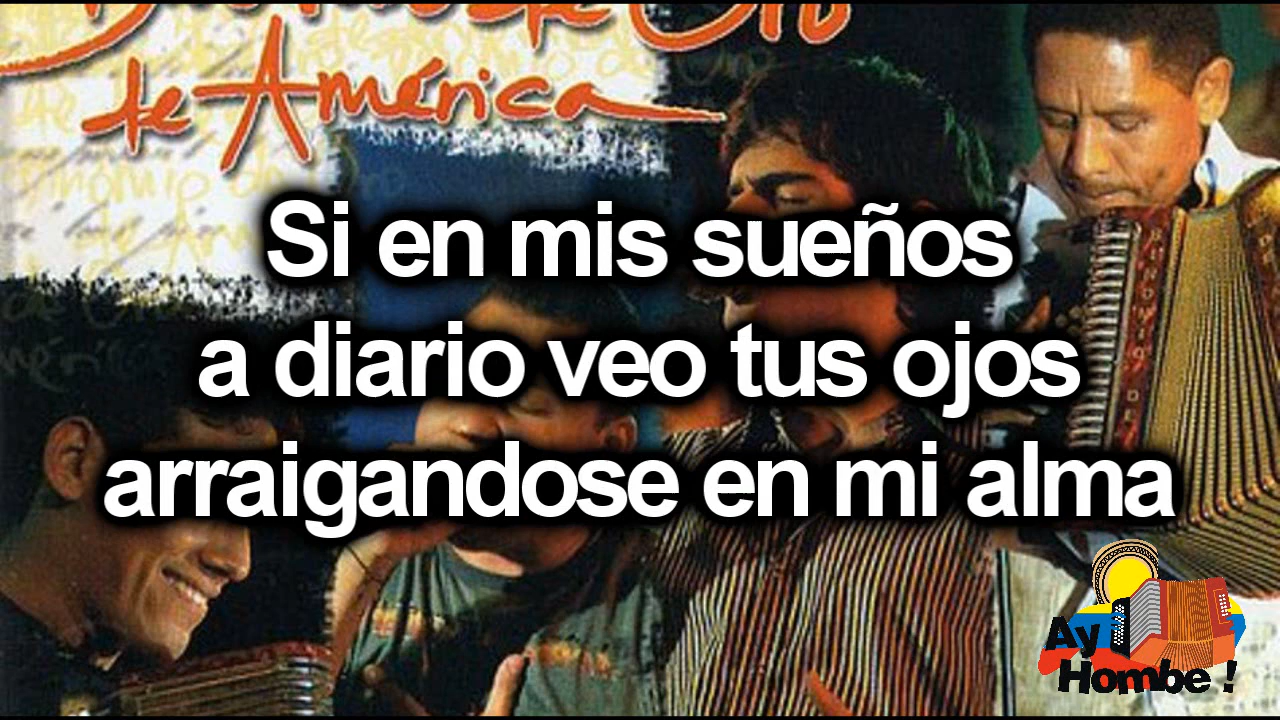 de América
Si en mis sueños
a diario veo tus ojos
arraigandose en mi alma
Ay
Hombe !